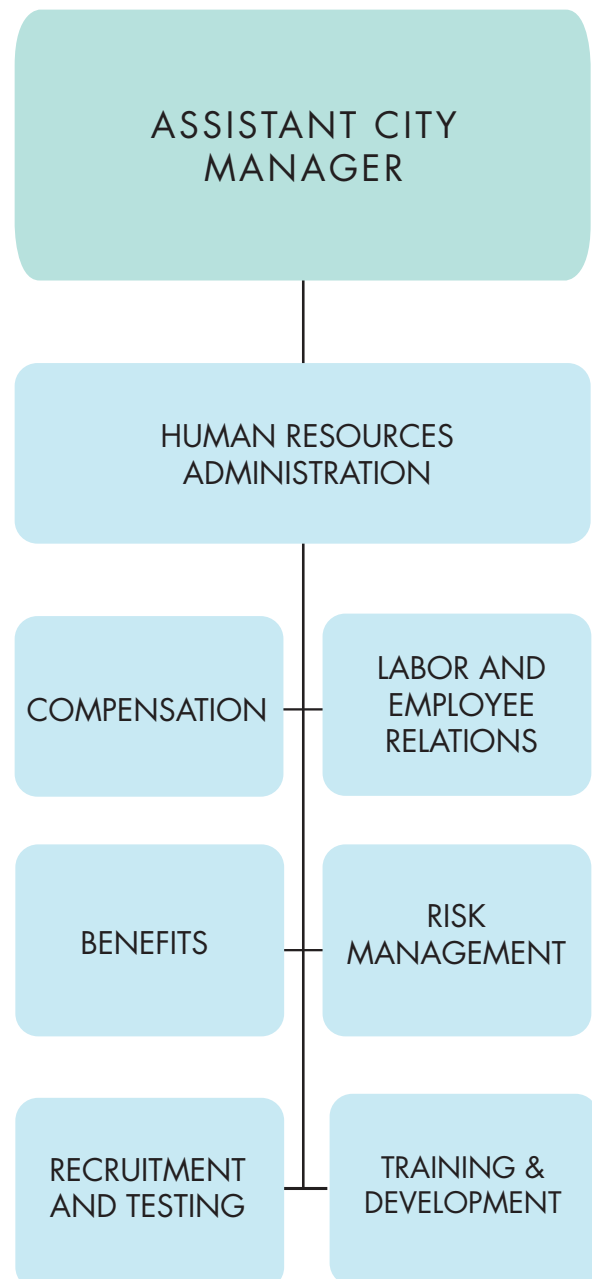 ASSISTANT CITY
MANAGER
HUMAN RESOURCES
ADMINISTRATION
COMPENSATION
LABOR AND
EMPLOYEE
RELATIONS
BENEFITS
RISK
MANAGEMENT
RECRUITMENT
AND TESTING
TRAINING &
DEVELOPMENT